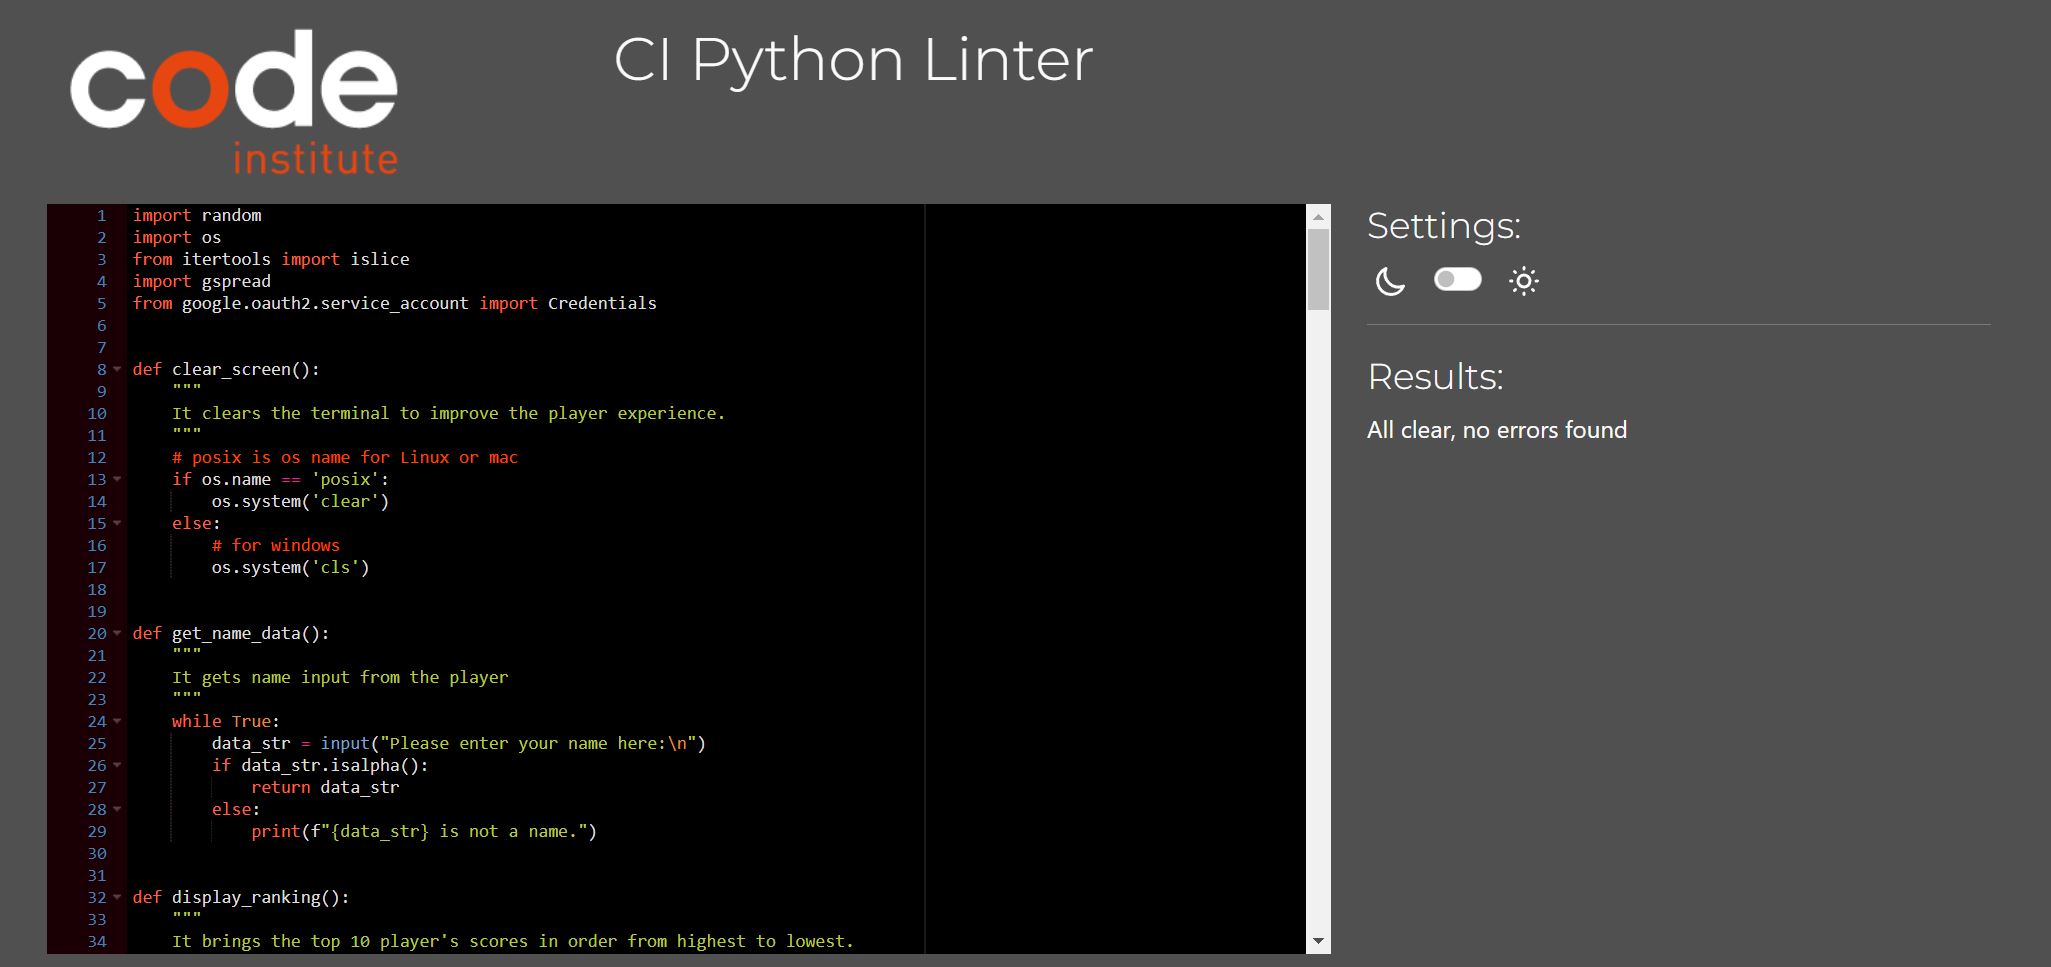 code
institute
CI Python Linter
1 import random
2 import os
3 from itertools import islice
4 import gspread
5 from google.oauth2.service_account import Credentials
6
7
8 def clear_screen():
9     """
10     It clears the terminal to improve the player experience.
11     """
12     # posix is os name for Linux or mac
13     if os.name == 'posix':
14         os.system('clear')
15     else:
16         # for windows
17         os.system('cls')
18
19
20 def get_name_data():
21     """
22     It gets name input from the player
23     """
24     while True:
25         data_str = input("Please enter your name here:\n")
26         if data_str.isalpha():
27             return data_str
28         else:
29             print(f"{data_str} is not a name.")
30
31
32 def display_ranking():
33     """
34     It brings the top 10 player's scores in order from highest to lowest.
Settings:
Results:
All clear, no errors found